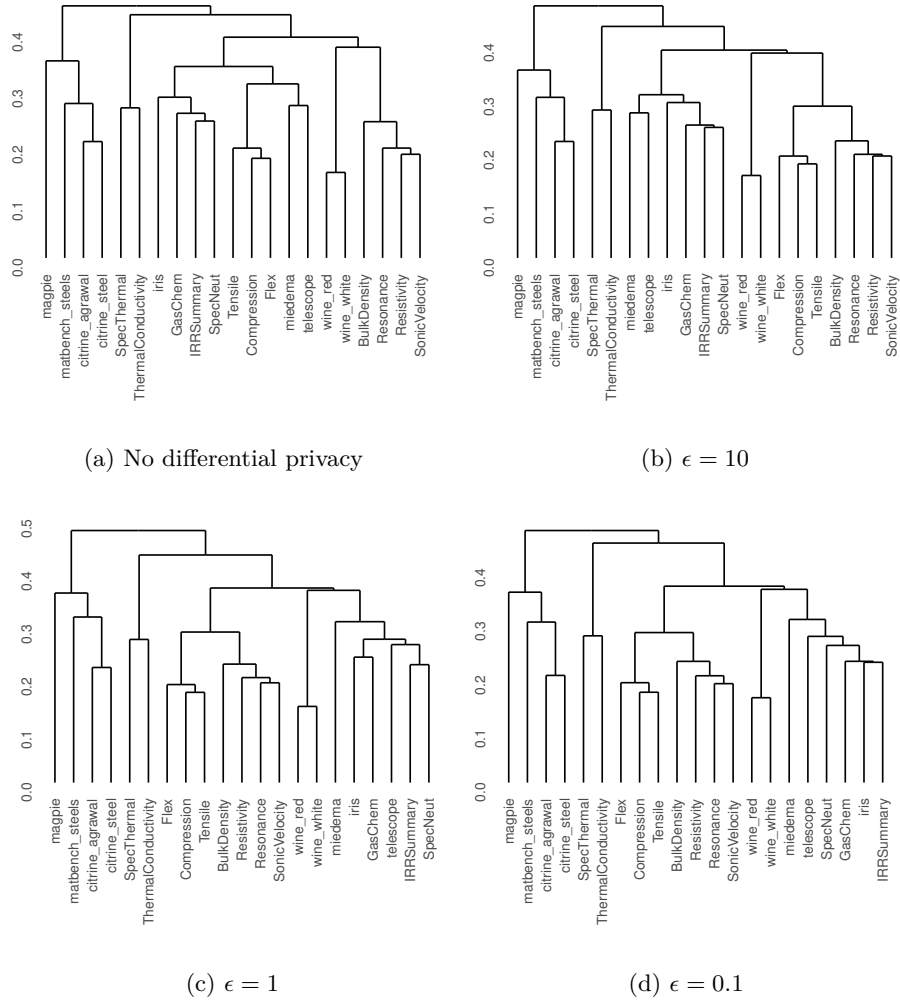 0.0 0.1 0.2 0.3 0.4
magpie
matbench_steels
citrine_agrawal
citrine_steel
SpecThermal
ThermalConductivity
iris
GasChem
IRRSummary
SpecNeut
Tensile
Compression
Flex
miedema
telescope
wine_red
wine_white
BulkDensity
Resonance
Resistivity
SonicVelocity
(a) No differential privacy
0.0 0.1 0.2 0.3 0.4
magpie
matbench_steels
citrine_agrawal
citrine_steel
SpecThermal
ThermalConductivity
miedema
telescope
iris
GasChem
IRRSummary
SpecNeut
wine_red
wine_white
Flex
Compression
Tensile
BulkDensity
Resonance
Resistivity
SonicVelocity
(b) ϵ = 10
0.0 0.1 0.2 0.3 0.4 0.5
magpie
matbench_steels
citrine_agrawal
citrine_steel
SpecThermal
ThermalConductivity
Flex
Compression
Tensile
BulkDensity
Resistivity
Resonance
SonicVelocity
wine_red
wine_white
miedema
iris
GasChem
telescope
IRRSummary
SpecNeut
(c) ϵ = 1
0.0 0.1 0.2 0.3 0.4
magpie
matbench_steels
citrine_agrawal
citrine_steel
SpecThermal
ThermalConductivity
Flex
Compression
Tensile
BulkDensity
Resistivity
Resonance
SonicVelocity
wine_red
wine_white
miedema
telescope
SpecNeut
GasChem
iris
IRRSummary
(d) ϵ = 0.1